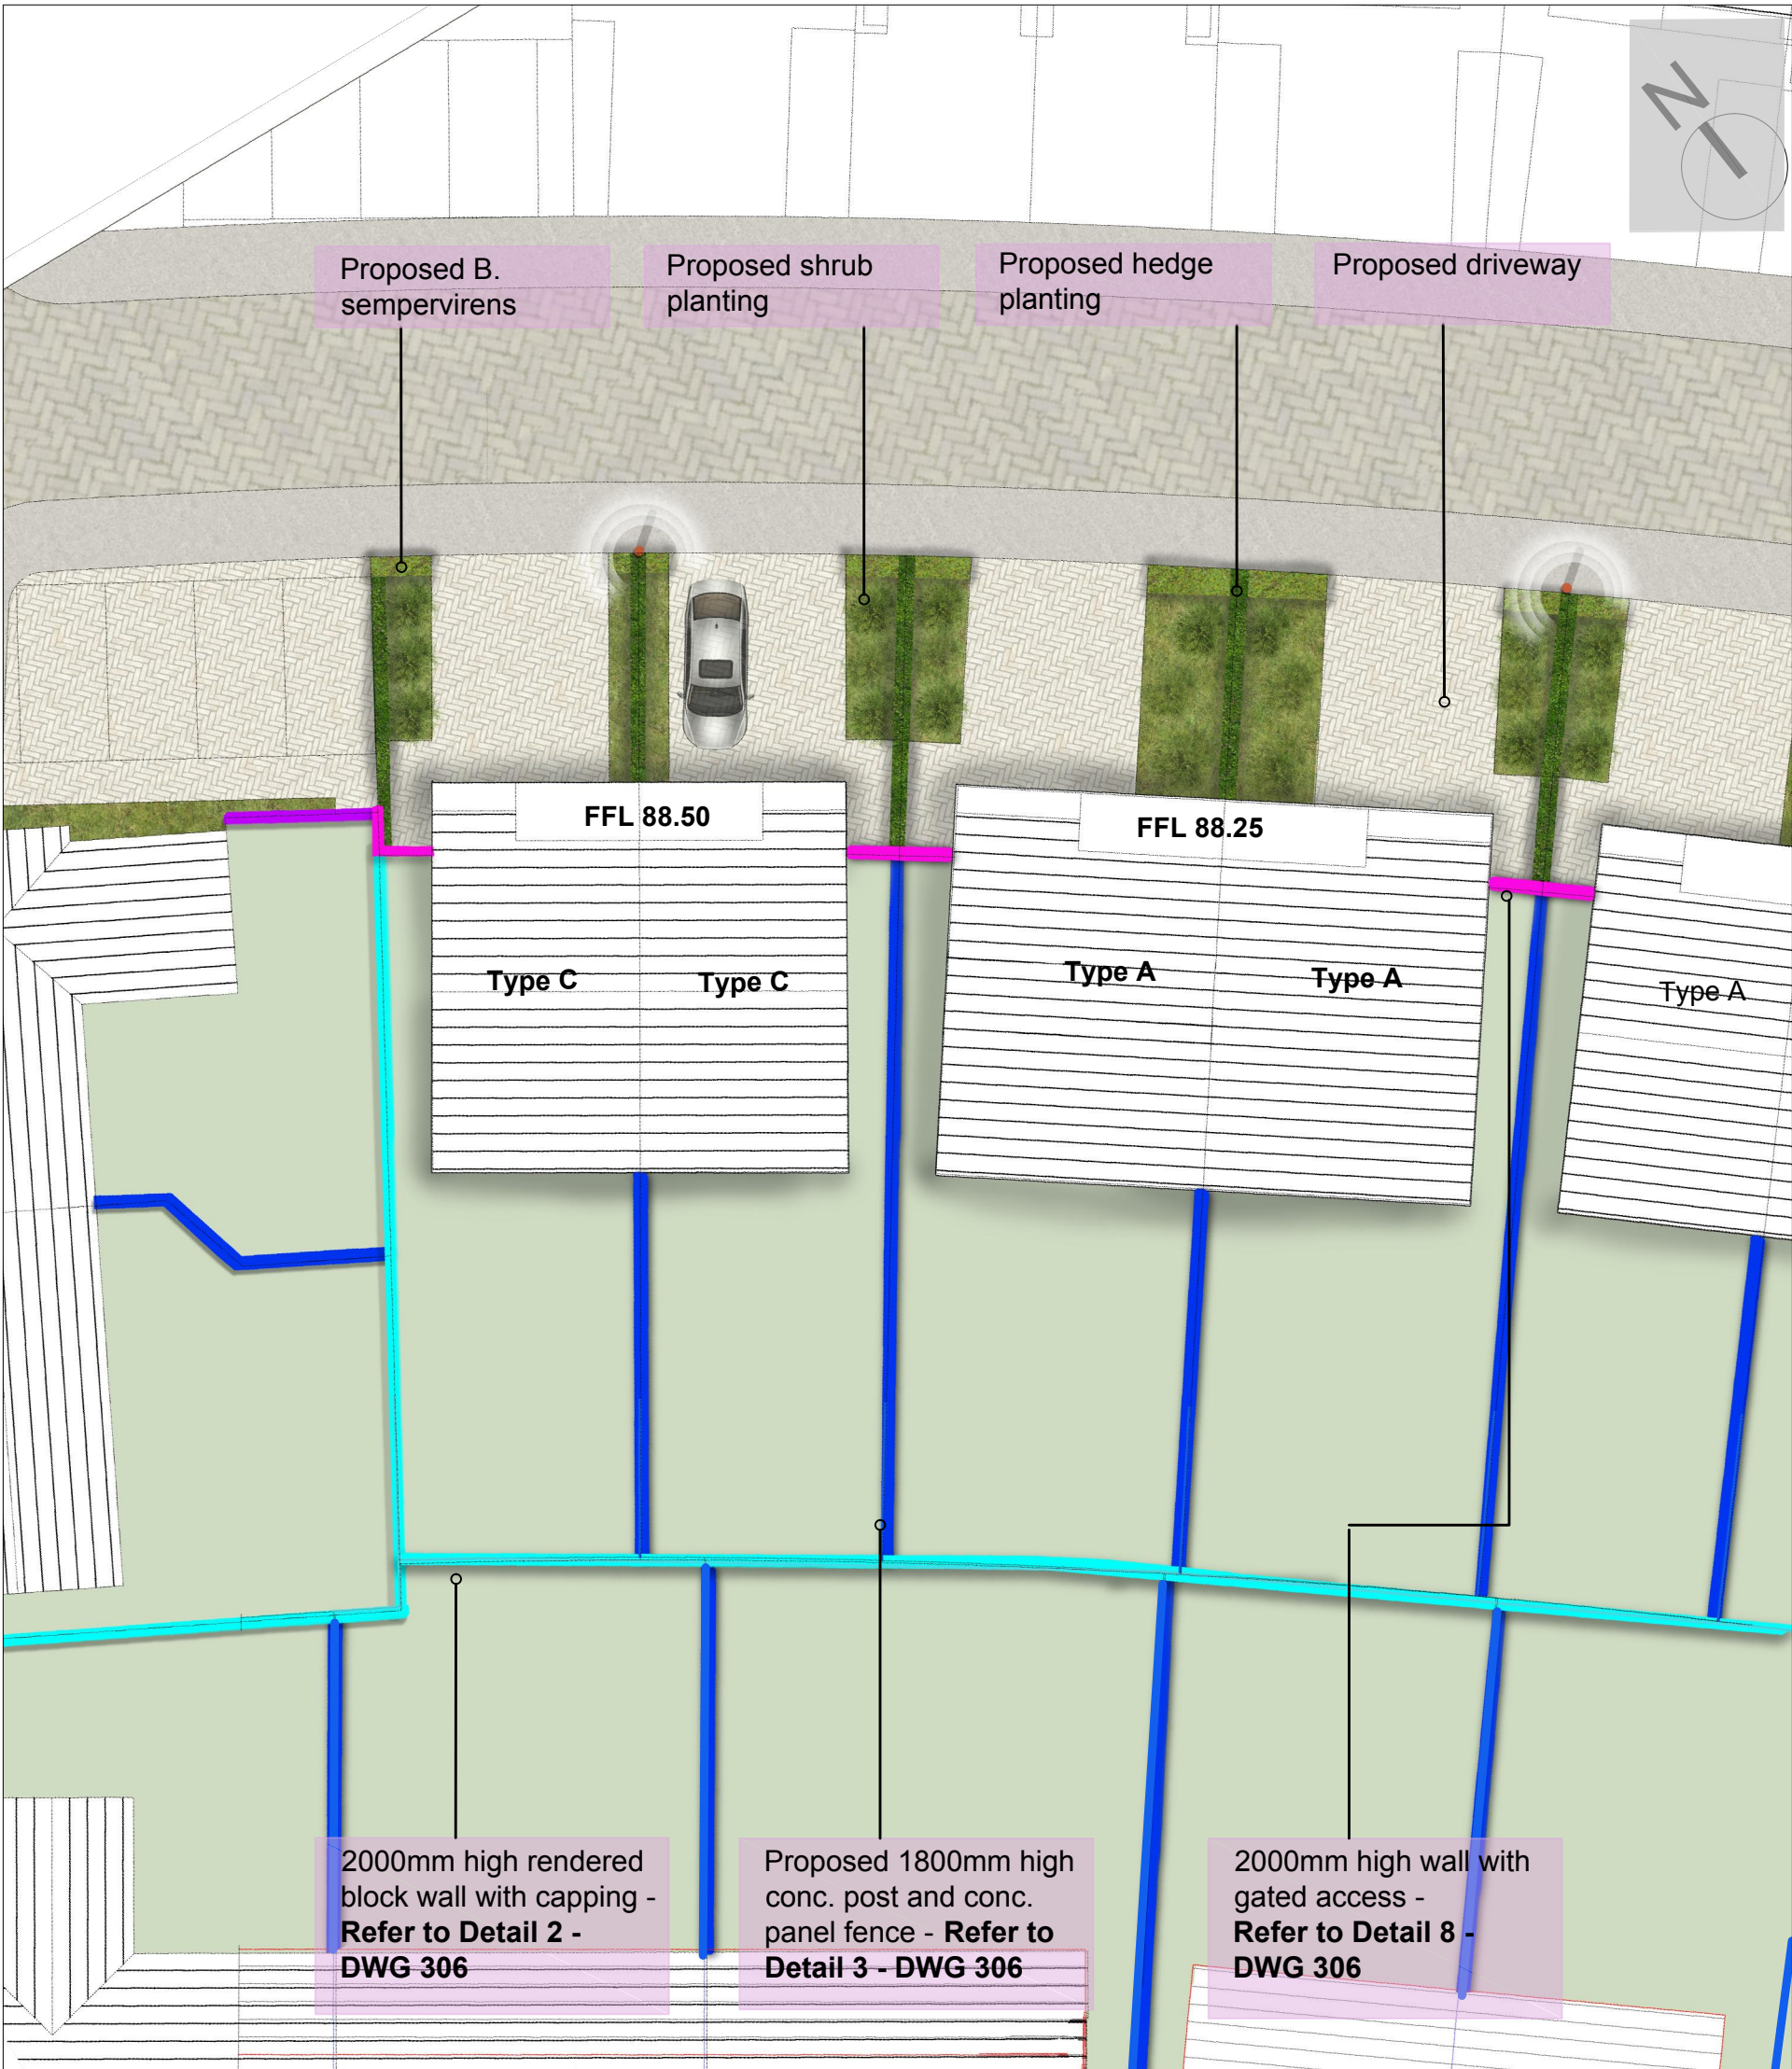 N
Proposed B.
sempervirens
Proposed shrub
planting
Proposed hedge
planting
Proposed driveway
FFL 88.50
FFL 88.25
Type C
Type C
Type A
Type A
Type A
2000mm high rendered
block wall with capping -
Refer to Detail 2 -
DWG 306
Proposed 1800mm high
conc. post and conc.
panel fence - Refer to
Detail 3 - DWG 306
2000mm high wall with
gated access -
Refer to Detail 8 -
DWG 306